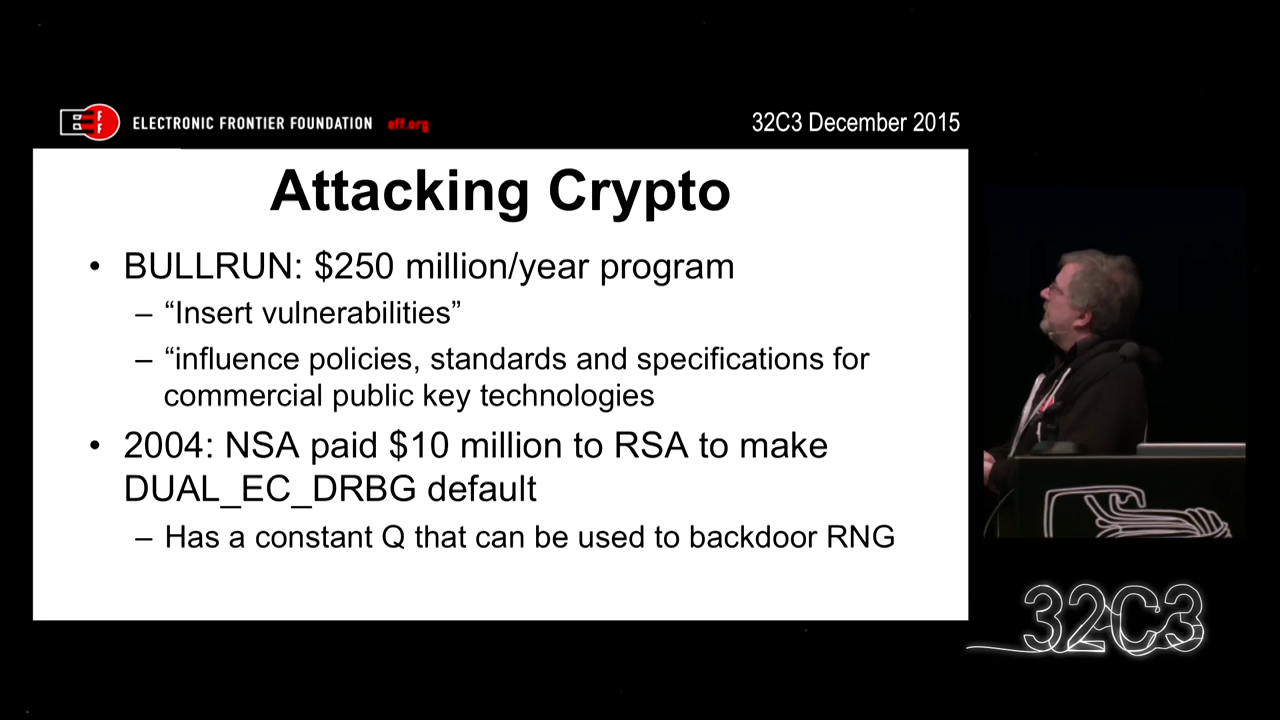 ELECTRONIC FRONTIER FOUNDATION eff.org
32C3 December 2015
Attacking Crypto
• BULLRUN: $250 million/year program
– “Insert vulnerabilities”
– “influence policies, standards and specifications for
commercial public key technologies
• 2004: NSA paid $10 million to RSA to make
DUAL_EC_DRBG default
– Has a constant Q that can be used to backdoor RNG
32C3